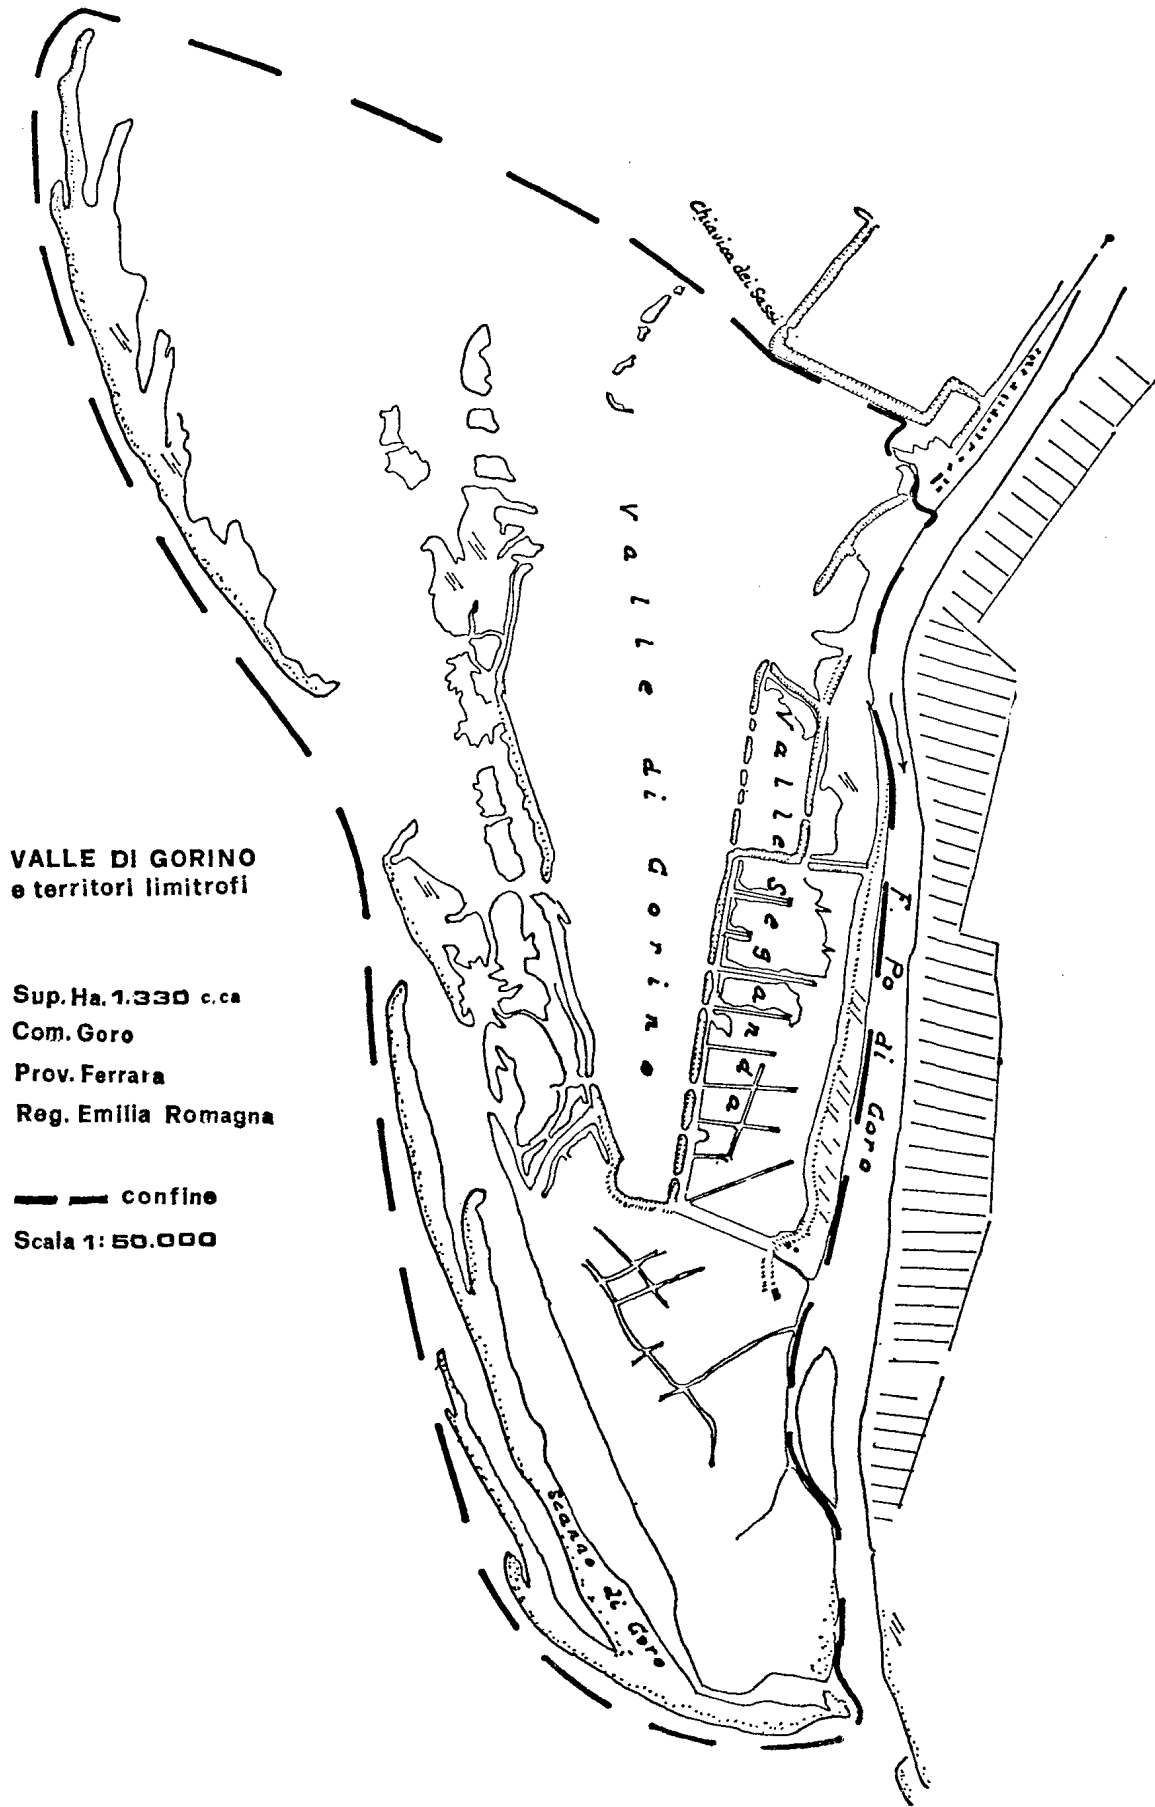 Chiavica dei Sassi
Valle di Gorino
Valle Seganda
F. Po di Goro
Scanno di Goro
VALLE DI GORINO
e territori limitrofi
Sup. Ha. 1.330 c.ca
Com. Goro
Prov. Ferrara
Reg. Emilia Romagna
confine
Scala 1: 50.000